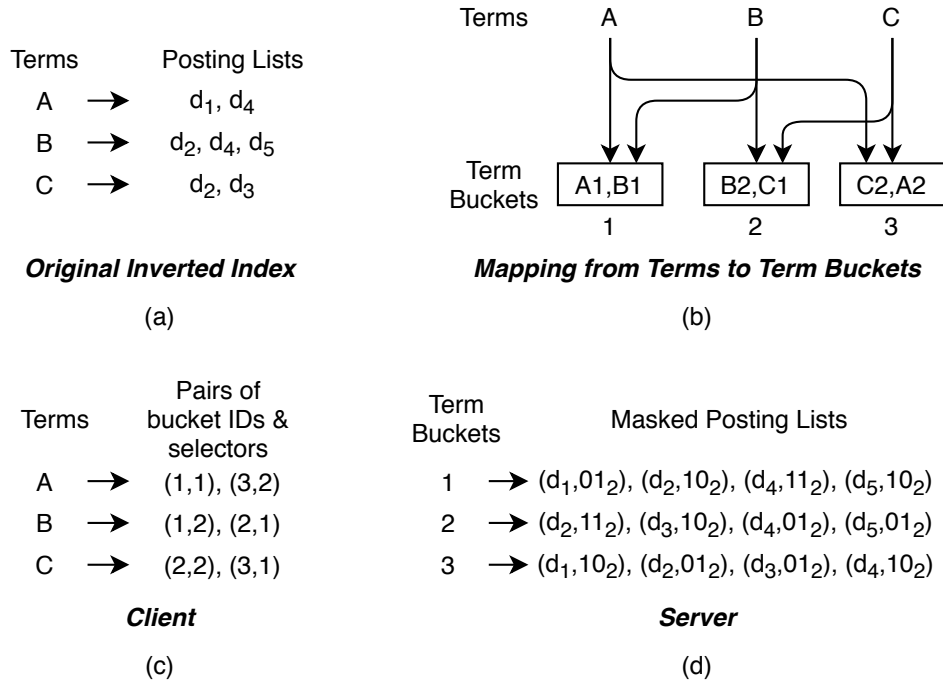 Terms Posting Lists
A d₁, d₄
B d₂, d₄, d₅
C d₂, d₃
Original Inverted Index
(a)
Terms A B C
Term
Buckets
A1,B1 B2,C1 C2,A2
1 2 3
Mapping from Terms to Term Buckets
(b)
Terms
Pairs of
bucket IDs &
selectors
A (1,1), (3,2)
B (1,2), (2,1)
C (2,2), (3,1)
Client
(c)
Term
Buckets
Masked Posting Lists
1 (d₁,01₂), (d₂,10₂), (d₄,11₂), (d₅,10₂)
2 (d₂,11₂), (d₃,10₂), (d₄,01₂), (d₅,01₂)
3 (d₁,10₂), (d₂,01₂), (d₃,01₂), (d₄,10₂)
Server
(d)